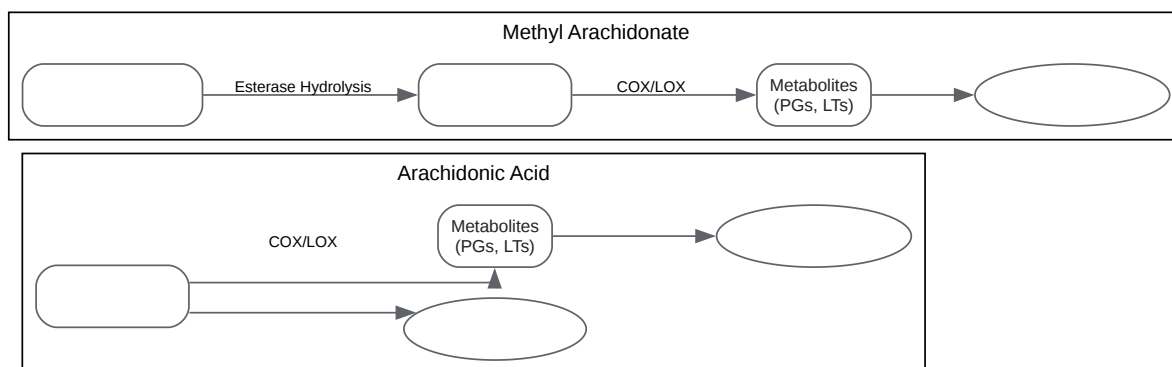 Methyl Arachidonate
Esterase Hydrolysis
COX/LOX
Metabolites
(PGs, LTs)
Arachidonic Acid
COX/LOX
Metabolites
(PGs, LTs)